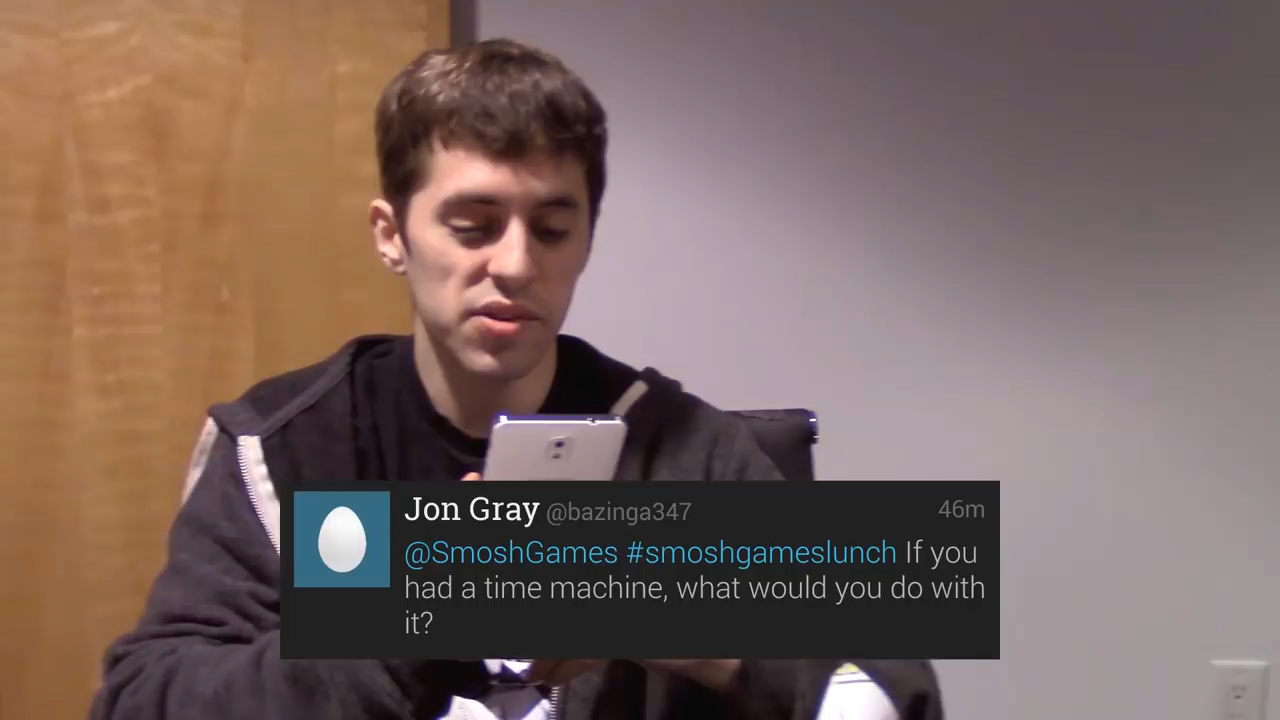 Jon Gray @bazinga347 46m
@SmoshGames #smoshgameslunch If you
had a time machine, what would you do with
it?